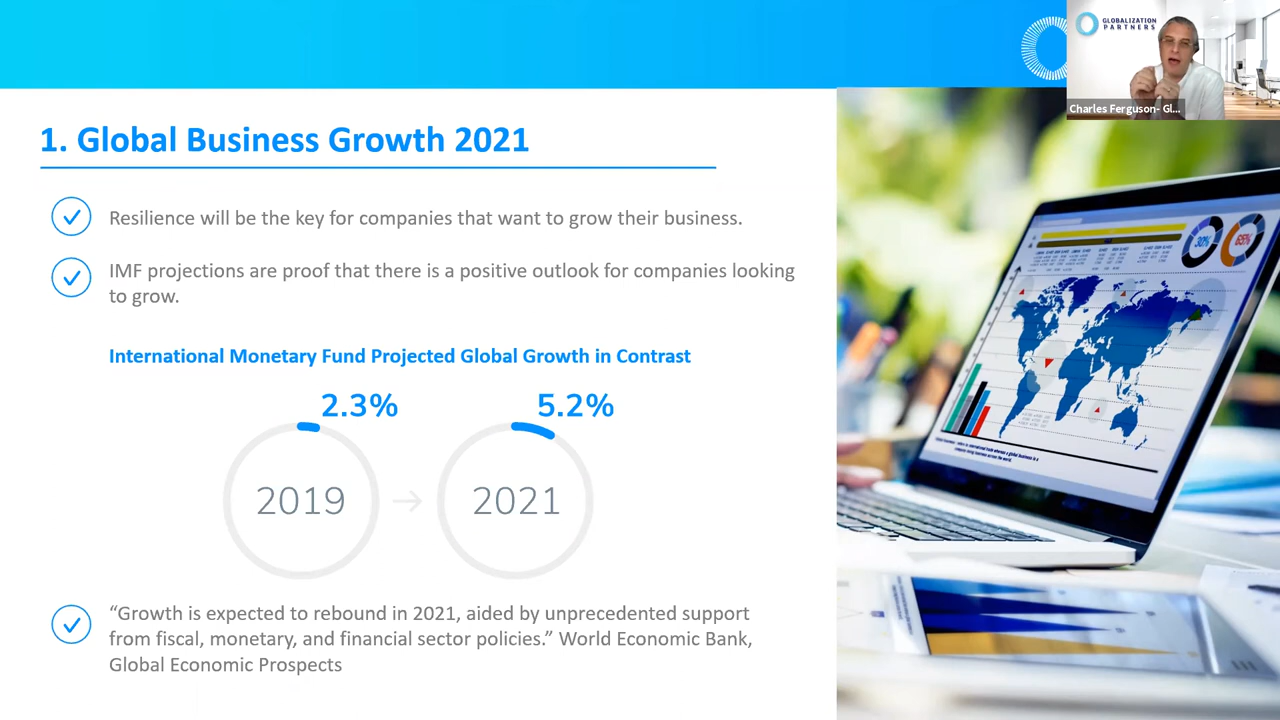 GLOBALIZATION
PARTNERS
Charles Ferguson- Gl...
1. Global Business Growth 2021
Resilience will be the key for companies that want to grow their business.
IMF projections are proof that there is a positive outlook for companies looking
to grow.
International Monetary Fund Projected Global Growth in Contrast
2.3%
5.2%
2019
2021
“Growth is expected to rebound in 2021, aided by unprecedented support
from fiscal, monetary, and financial sector policies.” World Economic Bank,
Global Economic Prospects
30%
65%